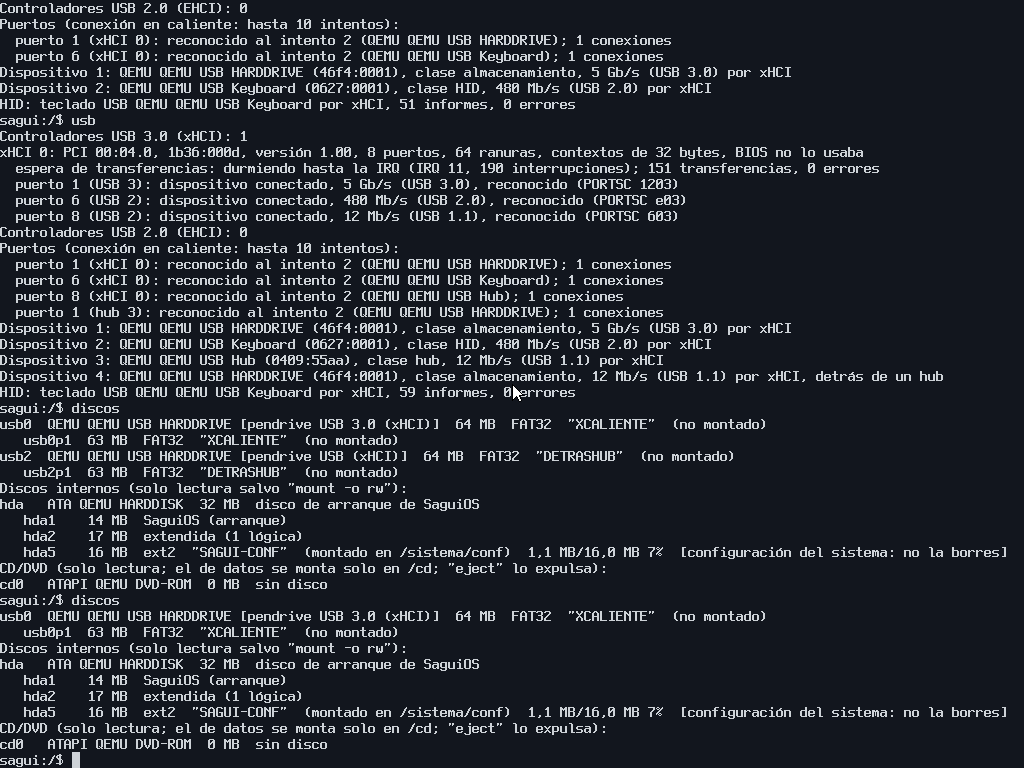 Controladores USB 2.0 (EHCI): 0
Puertos (conexión en caliente: hasta 10 intentos):
  puerto 1 (xHCI 0): reconocido al intento 2 (QEMU QEMU USB HARDDRIVE); 1 conexiones
  puerto 6 (xHCI 0): reconocido al intento 2 (QEMU QEMU USB Keyboard); 1 conexiones
Dispositivo 1: QEMU QEMU USB HARDDRIVE (46f4:0001), clase almacenamiento, 5 Gb/s (USB 3.0) por xHCI
Dispositivo 2: QEMU QEMU USB Keyboard (0627:0001), clase HID, 480 Mb/s (USB 2.0) por xHCI
HID: teclado USB QEMU QEMU USB Keyboard por xHCI, 51 informes, 0 errores
sagui:/$ usb
Controladores USB 3.0 (xHCI): 1
xHCI 0: PCI 00:04.0, 1b36:000d, versión 1.00, 8 puertos, 64 ranuras, contextos de 32 bytes, BIOS no lo usaba
  espera de transferencias: durmiendo hasta la IRQ (IRQ 11, 190 interrupciones); 151 transferencias, 0 errores
  puerto 1 (USB 3): dispositivo conectado, 5 Gb/s (USB 3.0), reconocido (PORTSC 1203)
  puerto 6 (USB 2): dispositivo conectado, 480 Mb/s (USB 2.0), reconocido (PORTSC e03)
  puerto 8 (USB 2): dispositivo conectado, 12 Mb/s (USB 1.1), reconocido (PORTSC 603)
Controladores USB 2.0 (EHCI): 0
Puertos (conexión en caliente: hasta 10 intentos):
  puerto 1 (xHCI 0): reconocido al intento 2 (QEMU QEMU USB HARDDRIVE); 1 conexiones
  puerto 6 (xHCI 0): reconocido al intento 2 (QEMU QEMU USB Keyboard); 1 conexiones
  puerto 8 (xHCI 0): reconocido al intento 2 (QEMU QEMU USB Hub); 1 conexiones
  puerto 1 (hub 3): reconocido al intento 2 (QEMU QEMU USB HARDDRIVE); 1 conexiones
Dispositivo 1: QEMU QEMU USB HARDDRIVE (46f4:0001), clase almacenamiento, 5 Gb/s (USB 3.0) por xHCI
Dispositivo 2: QEMU QEMU USB Keyboard (0627:0001), clase HID, 480 Mb/s (USB 2.0) por xHCI
Dispositivo 3: QEMU QEMU USB Hub (0409:55aa), clase hub, 12 Mb/s (USB 1.1) por xHCI
Dispositivo 4: QEMU QEMU USB HARDDRIVE (46f4:0001), clase almacenamiento, 12 Mb/s (USB 1.1) por xHCI, detrás de un hub
HID: teclado USB QEMU QEMU USB Keyboard por xHCI, 59 informes, 0 errores
sagui:/$ discos
usb0  QEMU QEMU USB HARDDRIVE [pendrive USB 3.0 (xHCI)]  64 MB  FAT32  "XCALIENTE"  (no montado)
   usb0p1  63 MB  FAT32  "XCALIENTE"  (no montado)
usb2  QEMU QEMU USB HARDDRIVE [pendrive USB (xHCI)]  64 MB  FAT32  "DETRASHUB"  (no montado)
   usb2p1  63 MB  FAT32  "DETRASHUB"  (no montado)
Discos internos (solo lectura salvo "mount -o rw"):
hda   ATA QEMU HARDDISK  32 MB  disco de arranque de SaguiOS
   hda1    14 MB  SaguiOS (arranque)
   hda2    17 MB  extendida (1 lógica)
   hda5    16 MB  ext2  "SAGUI-CONF"  (montado en /sistema/conf)  1,1 MB/16,0 MB 7%  [configuración del sistema: no la borres]
CD/DVD (solo lectura; el de datos se monta solo en /cd; "eject" lo expulsa):
cd0   ATAPI QEMU DVD-ROM  0 MB  sin disco
sagui:/$ discos
usb0  QEMU QEMU USB HARDDRIVE [pendrive USB 3.0 (xHCI)]  64 MB  FAT32  "XCALIENTE"  (no montado)
   usb0p1  63 MB  FAT32  "XCALIENTE"  (no montado)
Discos internos (solo lectura salvo "mount -o rw"):
hda   ATA QEMU HARDDISK  32 MB  disco de arranque de SaguiOS
   hda1    14 MB  SaguiOS (arranque)
   hda2    17 MB  extendida (1 lógica)
   hda5    16 MB  ext2  "SAGUI-CONF"  (montado en /sistema/conf)  1,1 MB/16,0 MB 7%  [configuración del sistema: no la borres]
CD/DVD (solo lectura; el de datos se monta solo en /cd; "eject" lo expulsa):
cd0   ATAPI QEMU DVD-ROM  0 MB  sin disco
sagui:/$